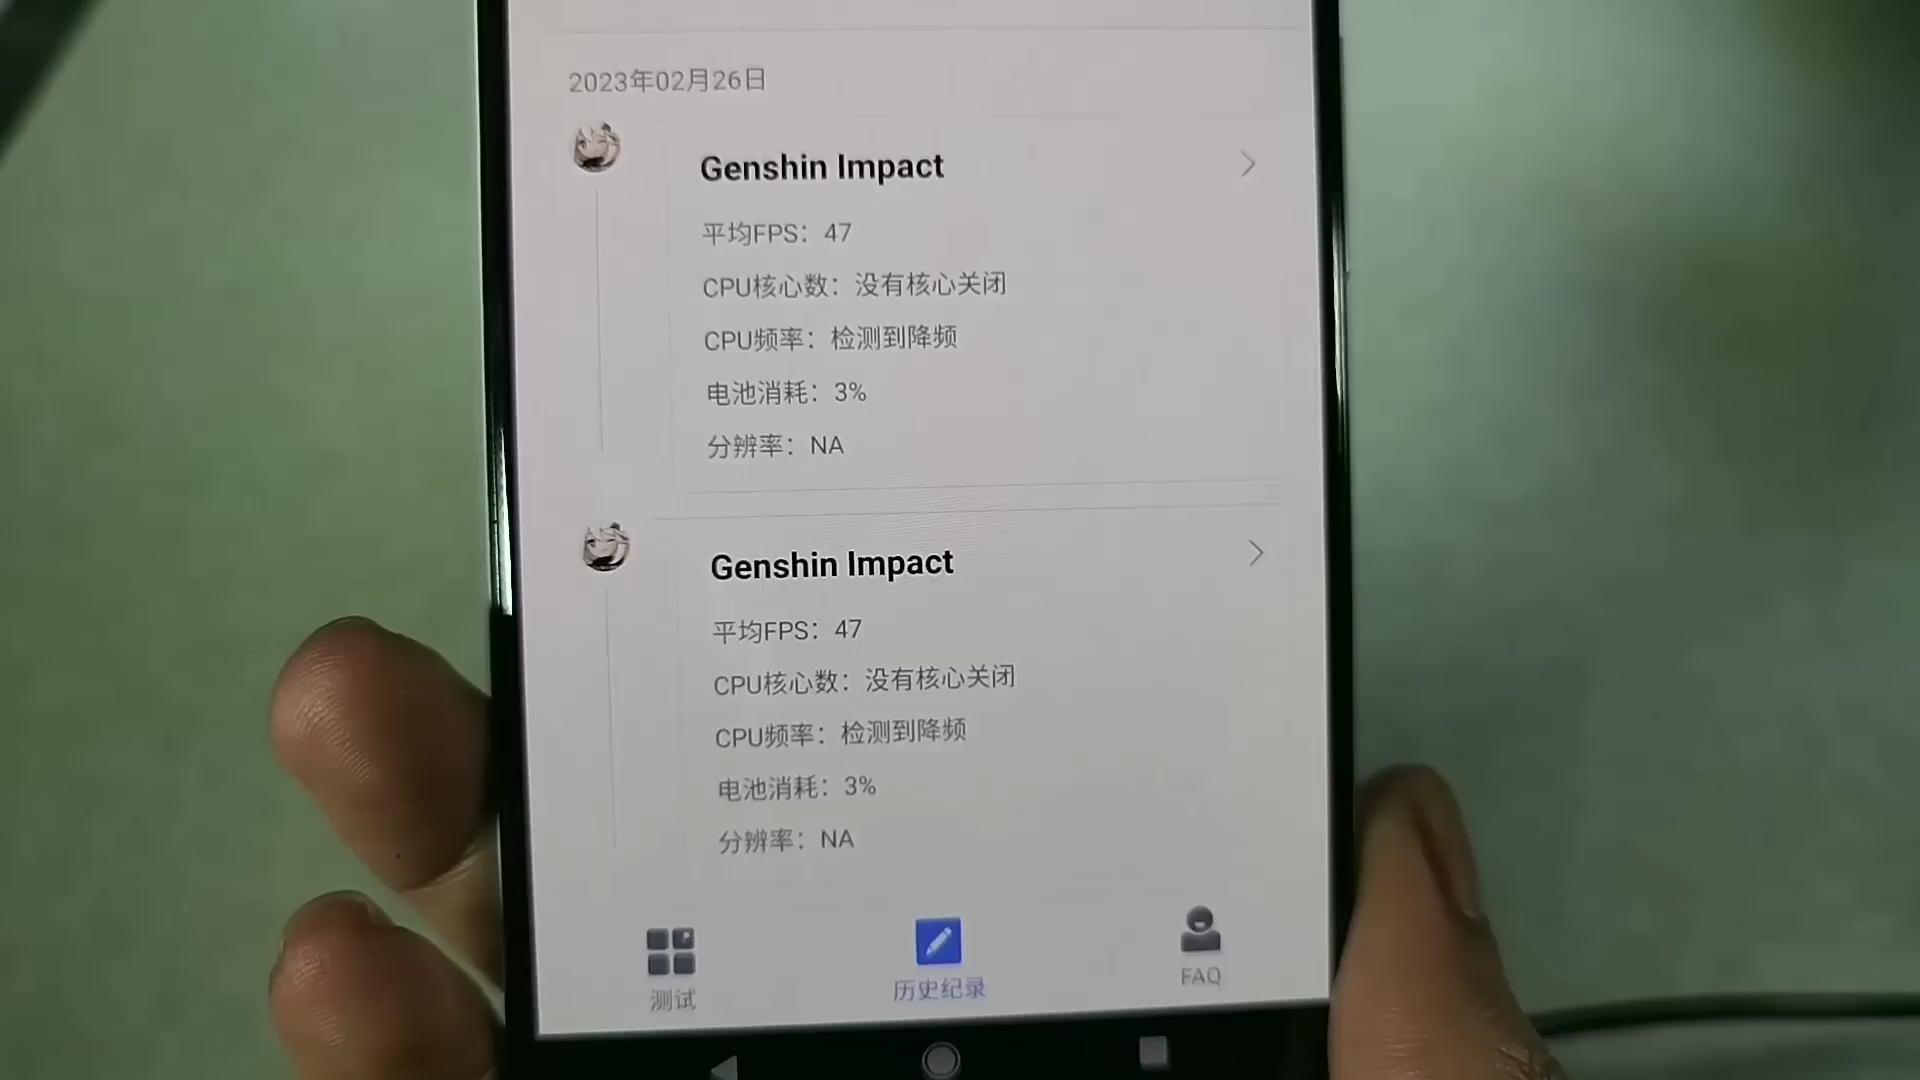 2023年02月26日
Genshin Impact
平均FPS：47
CPU核心数：没有核心关闭
CPU频率：检测到降频
电池消耗：3%
分辨率：NA
Genshin Impact
平均FPS：47
CPU核心数：没有核心关闭
CPU频率：检测到降频
电池消耗：3%
分辨率：NA
测试
历史纪录
FAQ